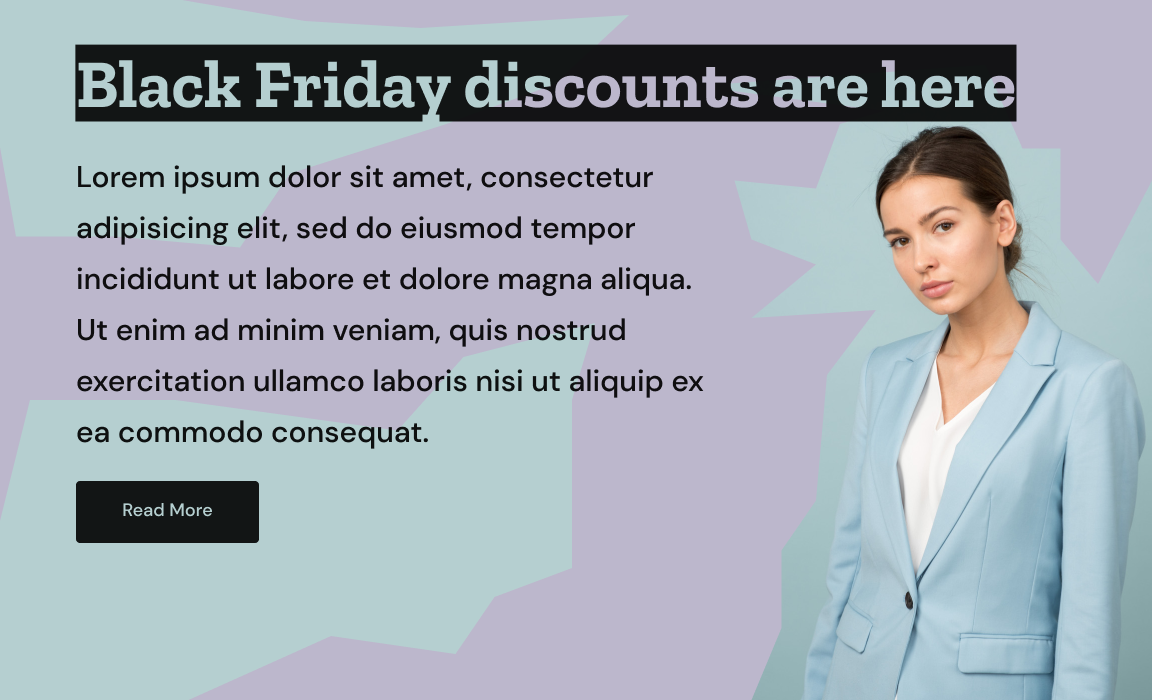 Black Friday discounts are here
Lorem ipsum dolor sit amet, consectetur
adipisicing elit, sed do eiusmod tempor
incididunt ut labore et dolore magna aliqua.
Ut enim ad minim veniam, quis nostrud
exercitation ullamco laboris nisi ut aliquip ex
ea commodo consequat.
Read More